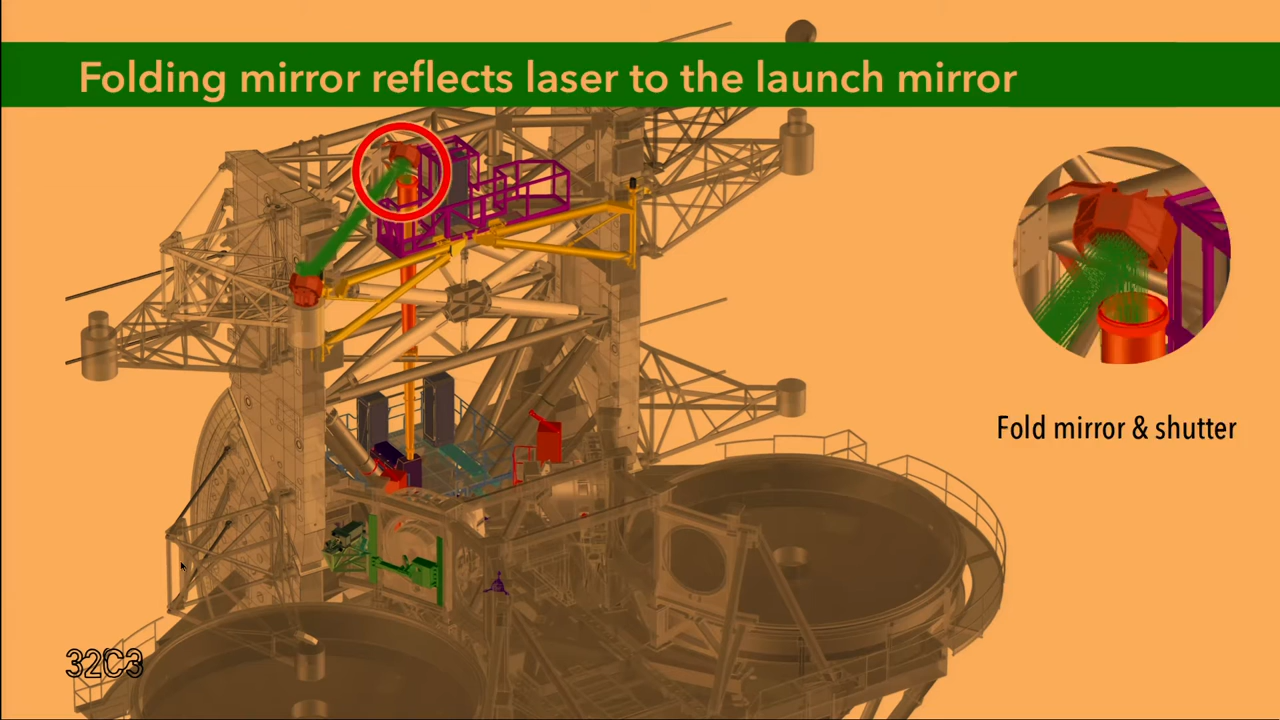 Folding mirror reflects laser to the launch mirror
Fold mirror & shutter
32C3